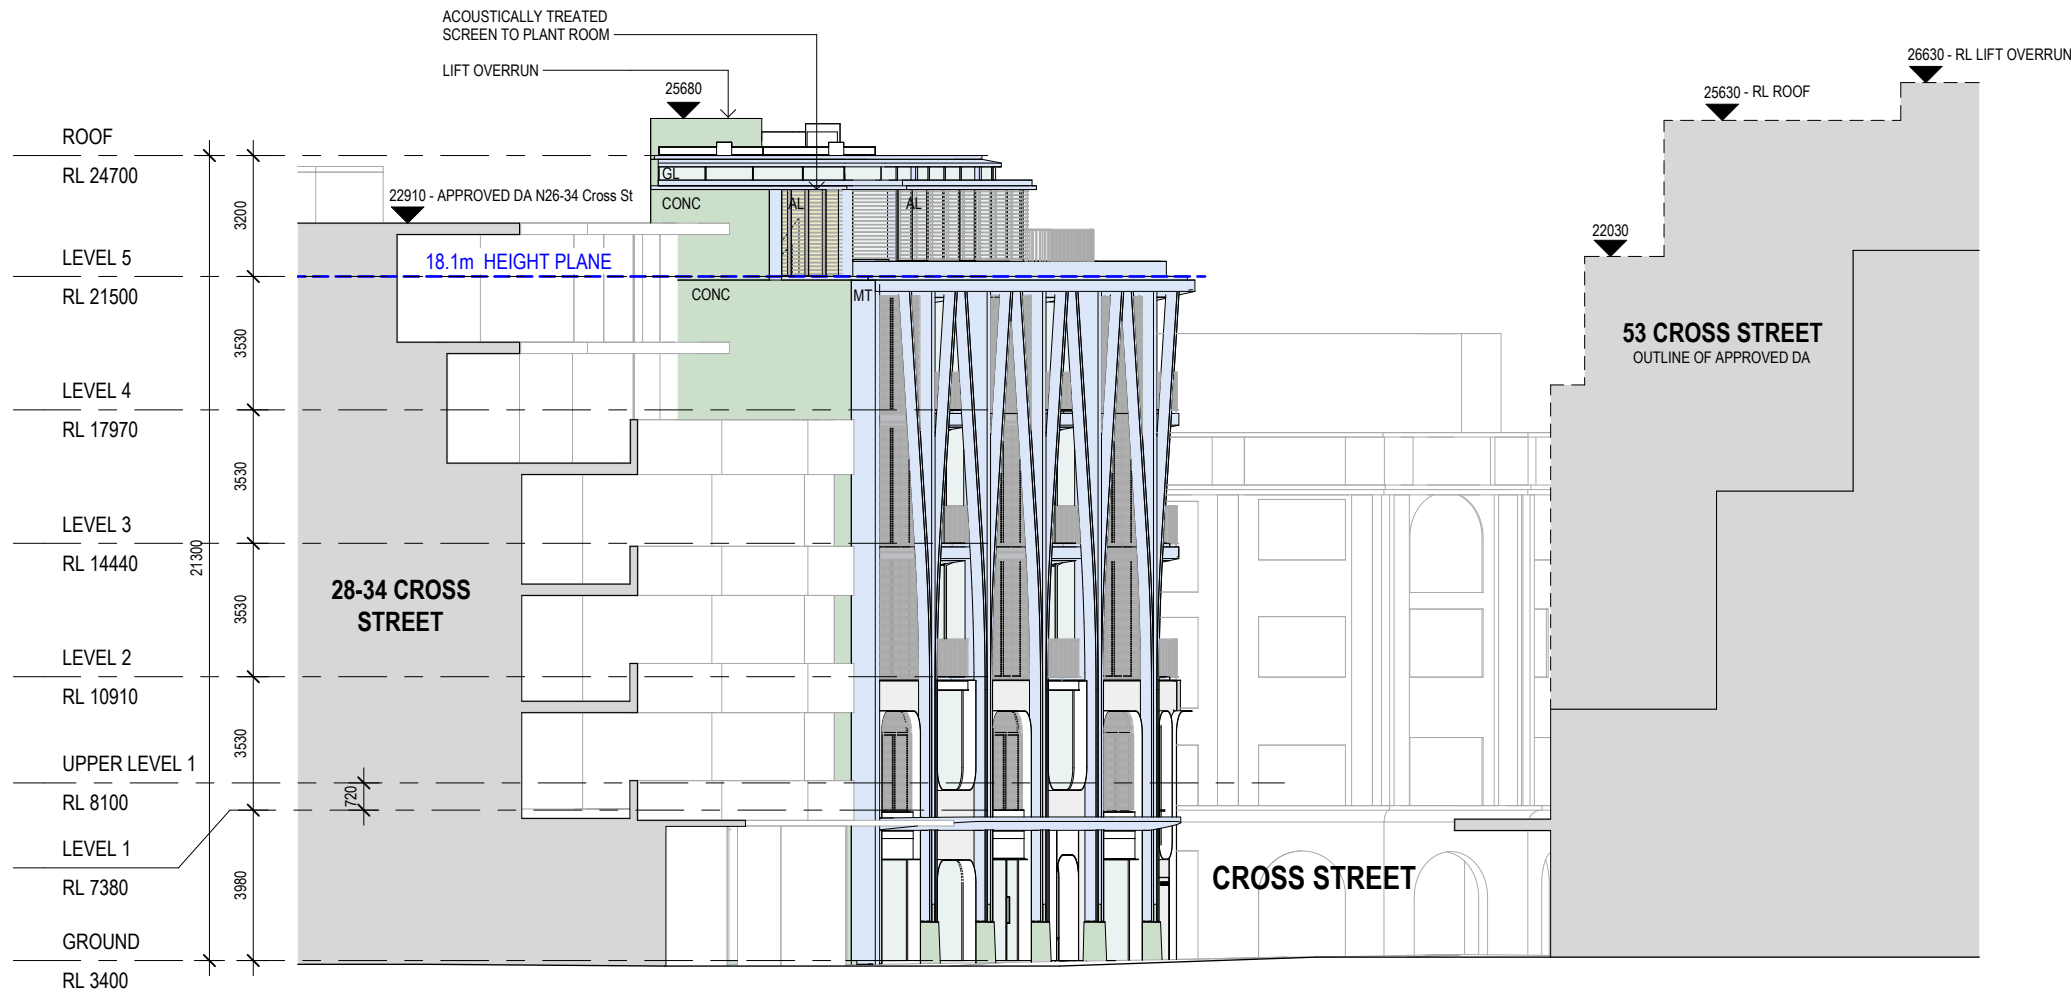 ACOUSTICALLY TREATED
SCREEN TO PLANT ROOM
LIFT OVERRUN
25680
26630 - RL LIFT OVERRUN
25630 - RL ROOF
22030
ROOF
RL 24700
22910 - APPROVED DA N26-34 Cross St
GL
CONC
AL
AL
3200
LEVEL 5
18.1m HEIGHT PLANE
RL 21500
CONC
MT
53 CROSS STREET
OUTLINE OF APPROVED DA
3530
LEVEL 4
RL 17970
3530
LEVEL 3
RL 14440
21300
3530
28-34 CROSS
STREET
LEVEL 2
RL 10910
3530
UPPER LEVEL 1
RL 8100
720
LEVEL 1
RL 7380
3980
CROSS STREET
GROUND
RL 3400